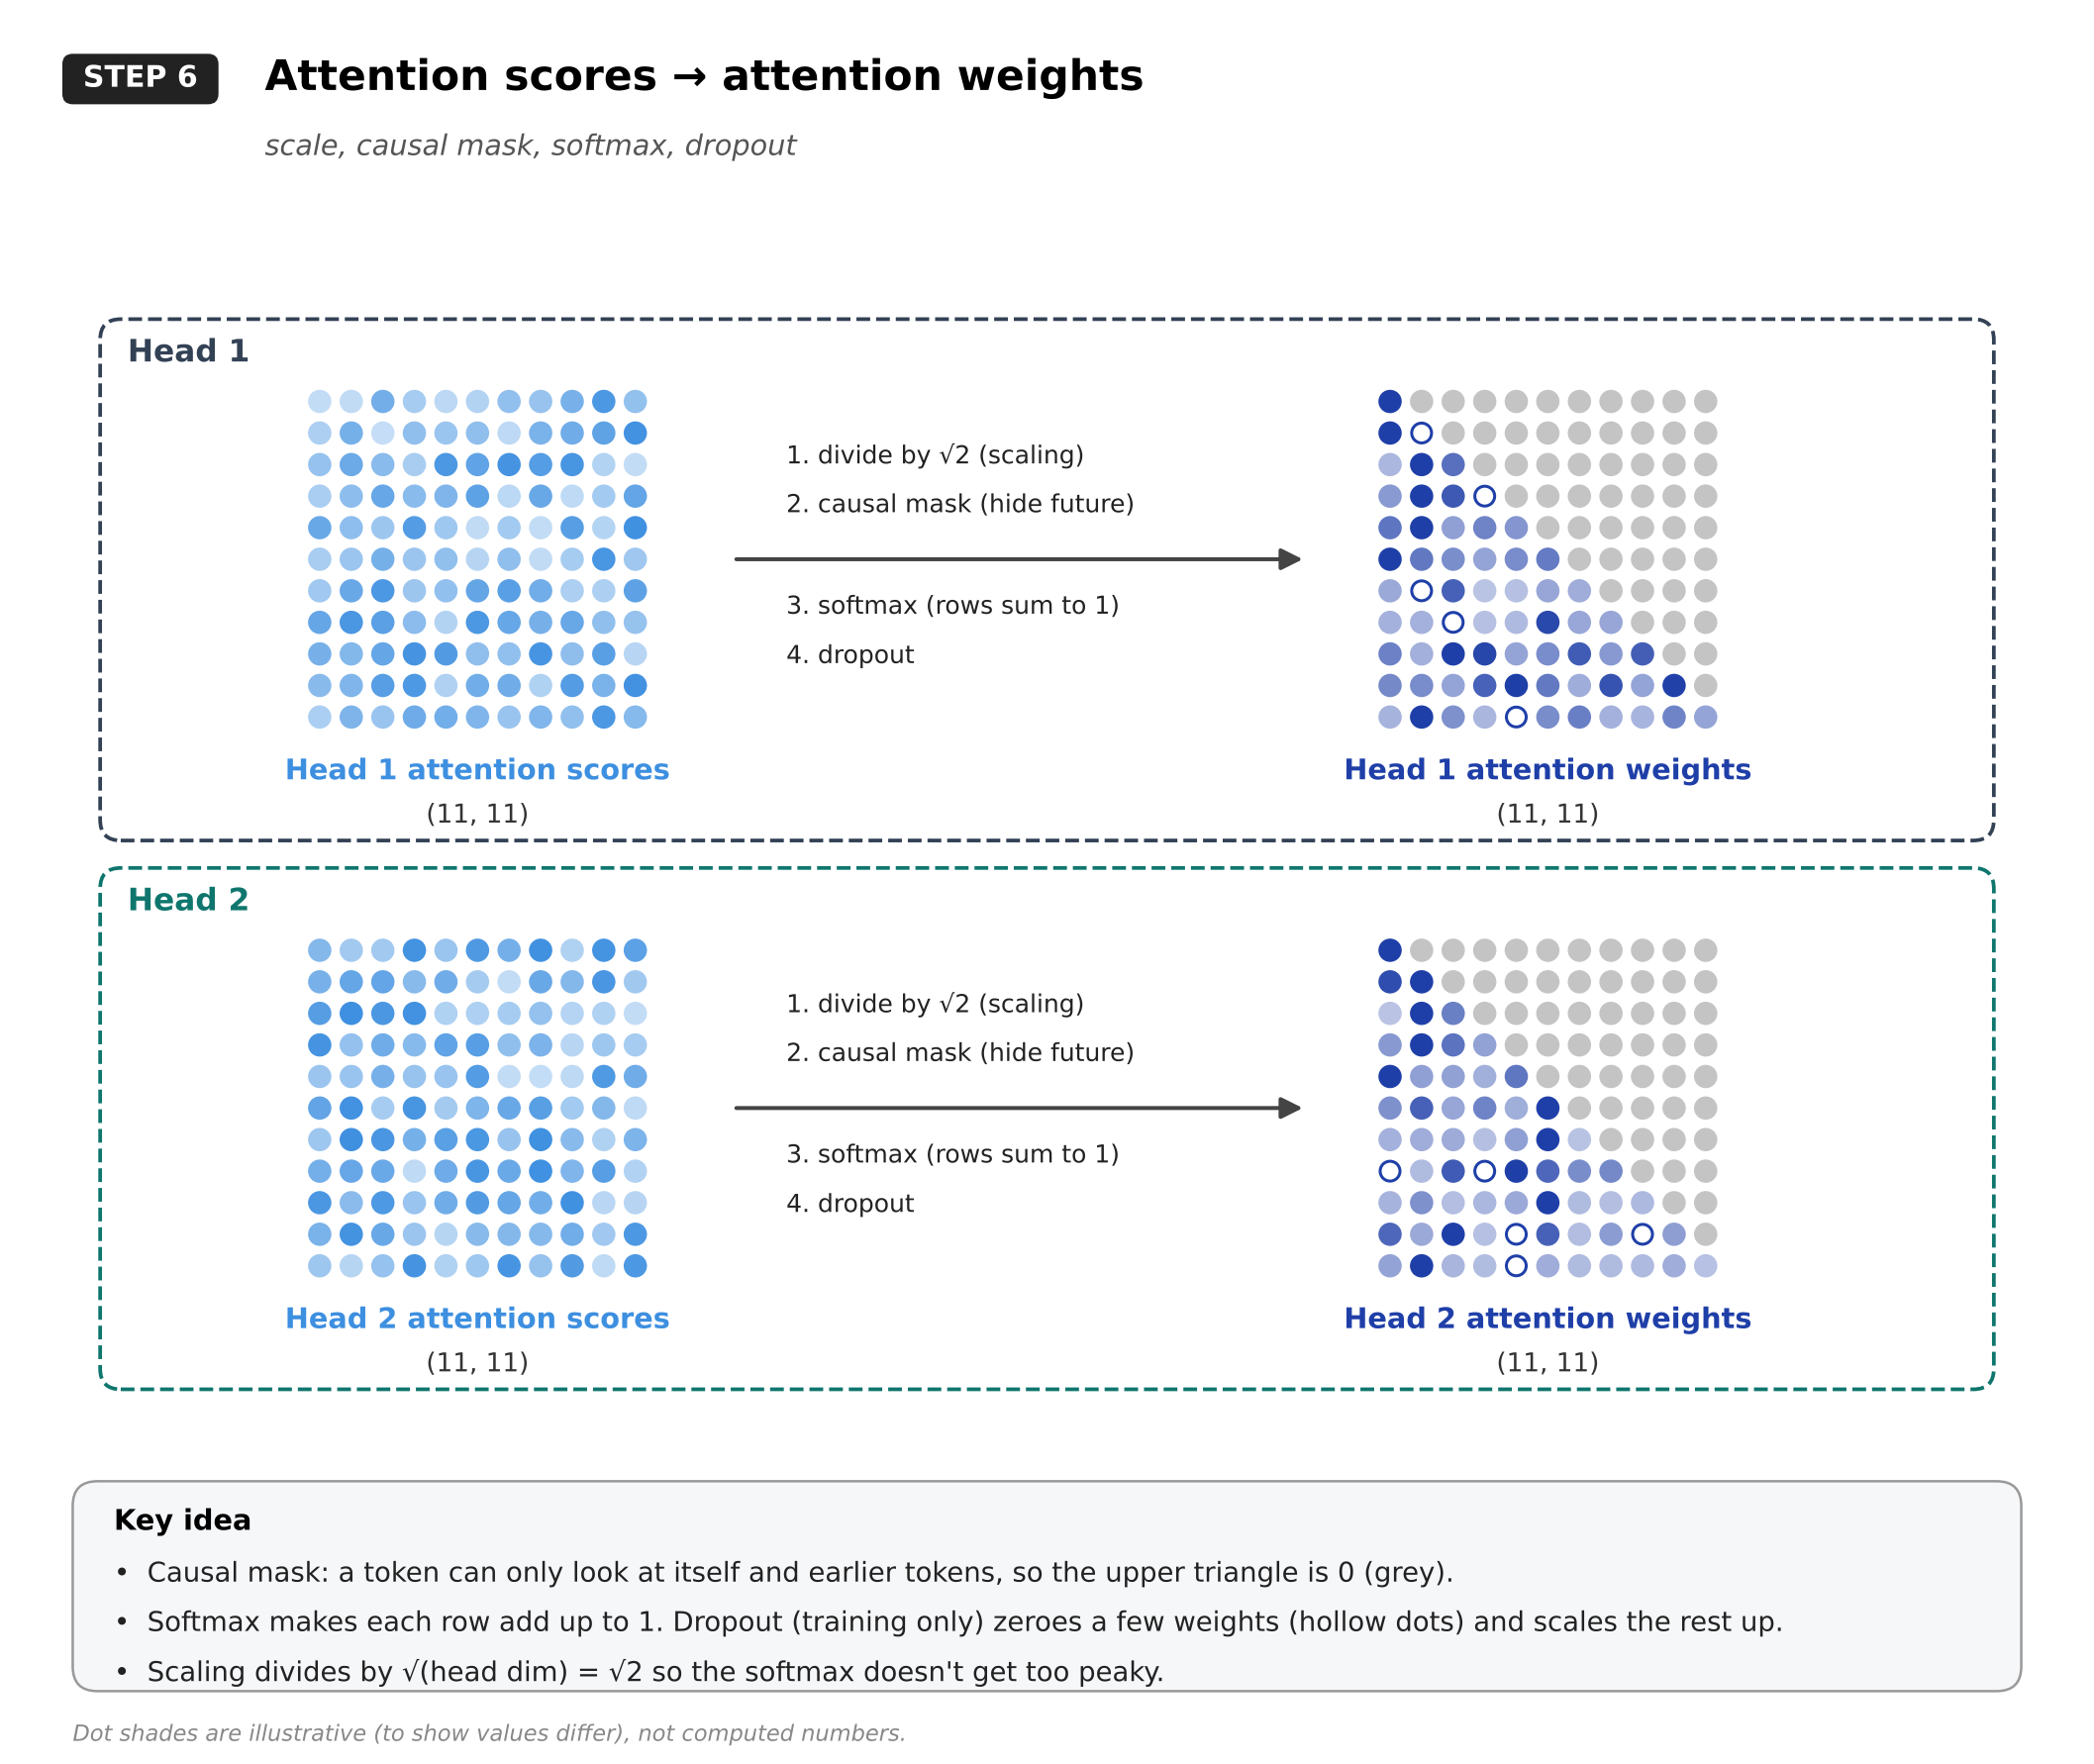 STEP 6
Attention scores → attention weights
scale, causal mask, softmax, dropout
Head 1
1. divide by √2 (scaling)
2. causal mask (hide future)
3. softmax (rows sum to 1)
4. dropout
Head 1 attention scores
(11, 11)
Head 1 attention weights
(11, 11)
Head 2
1. divide by √2 (scaling)
2. causal mask (hide future)
3. softmax (rows sum to 1)
4. dropout
Head 2 attention scores
(11, 11)
Head 2 attention weights
(11, 11)
Key idea
• Causal mask: a token can only look at itself and earlier tokens, so the upper triangle is 0 (grey).
• Softmax makes each row add up to 1. Dropout (training only) zeroes a few weights (hollow dots) and scales the rest up.
• Scaling divides by √(head dim) = √2 so the softmax doesn't get too peaky.
Dot shades are illustrative (to show values differ), not computed numbers.